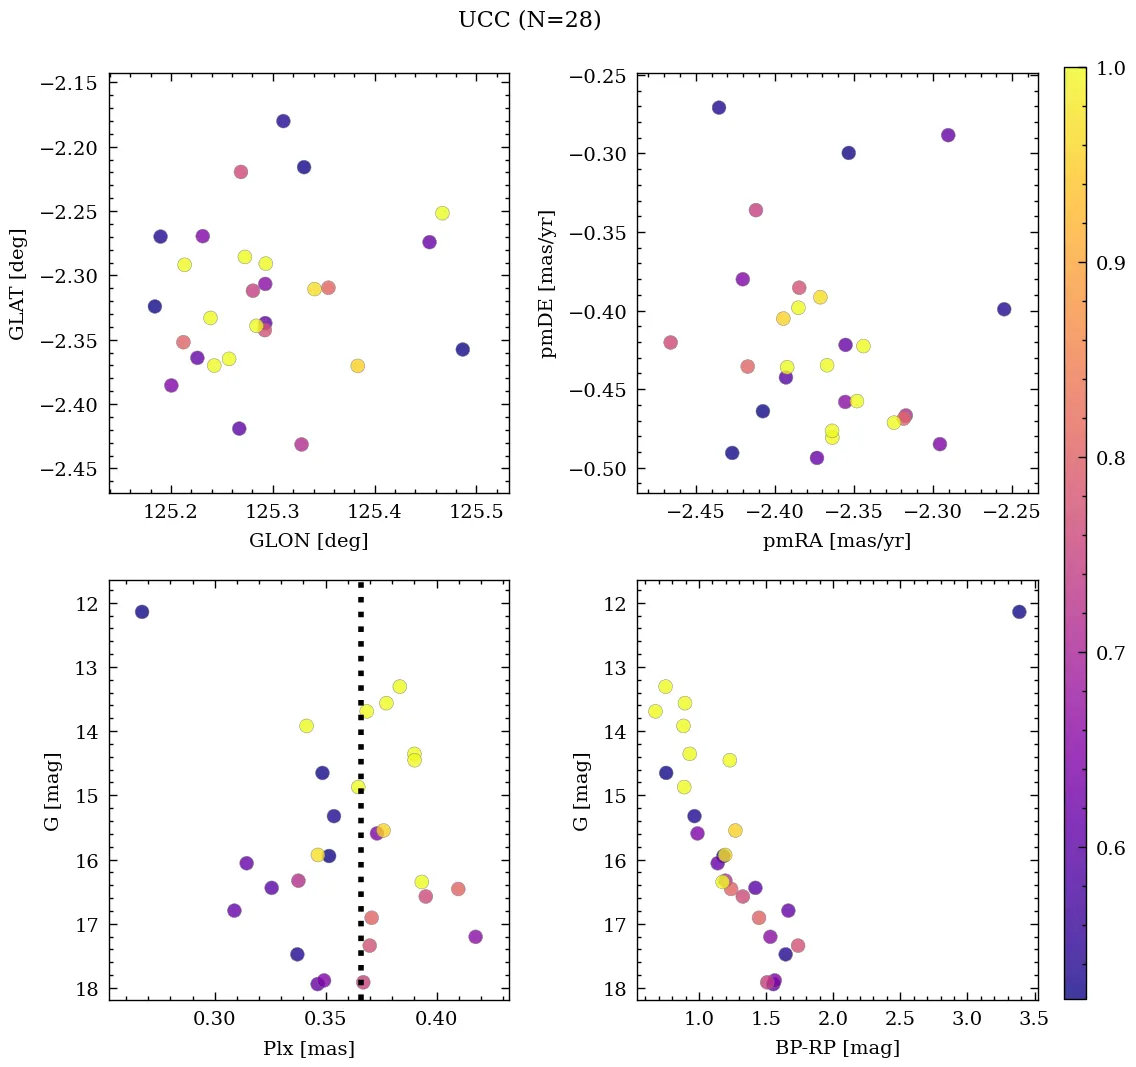 UCC (N=28)
−2.15
−2.20
−2.25
−2.30
−2.35
−2.40
−2.45
GLAT [deg]
125.2 125.3 125.4 125.5
GLON [deg]
−0.25
−0.30
−0.35
−0.40
−0.45
−0.50
pmDE [mas/yr]
−2.45 −2.40 −2.35 −2.30 −2.25
pmRA [mas/yr]
12
13
14
15
16
17
18
G [mag]
0.30 0.35 0.40
Plx [mas]
12
13
14
15
16
17
18
G [mag]
1.0 1.5 2.0 2.5 3.0 3.5
BP-RP [mag]
1.0
0.9
0.8
0.7
0.6